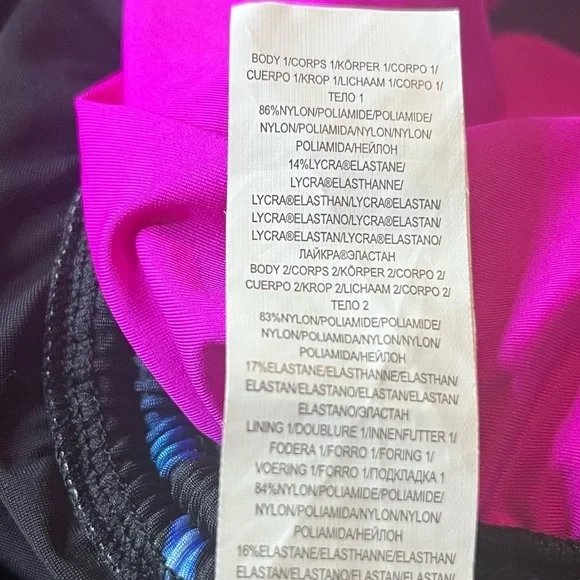 BODY 1/CORPS 1/KÖRPER 1/CORPO 1/
CUERPO 1/KROP 1/LICHAAM 1/CORPO 1/
ТЕЛО 1
86%NYLON/POLIAMIDE/POLIAMIDE/
NYLON/POLIAMIDA/NYLON/NYLON/
POLIAMIDA/НЕЙЛОН
14%LYCRA®ELASTANE/
LYCRA®ELASTHANNE/
LYCRA®ELASTHAN/LYCRA®ELASTAN/
LYCRA®ELASTANO/LYCRA®ELASTAN/
LYCRA®ELASTAN/LYCRA®ELASTANO/
ЛАЙКРА®ЭЛАСТАН
BODY 2/CORPS 2/KÖRPER 2/CORPO 2/
CUERPO 2/KROP 2/LICHAAM 2/CORPO 2/
ТЕЛО 2
83%NYLON/POLIAMIDE/POLIAMIDE/
NYLON/POLIAMIDA/NYLON/NYLON/
POLIAMIDA/НЕЙЛОН
17%ELASTANE/ELASTHANNE/ELASTHAN/
ELASTAN/ELASTANO/ELASTAN/ELASTAN/
ELASTANO/ЭЛАСТАН
LINING 1/DOUBLURE 1/INNENFUTTER 1/
FODERA 1/FORRO 1/FORING 1/
VOERING 1/FORRO 1/ПОДКЛАДКА 1
84%NYLON/POLIAMIDE/POLIAMIDE/
NYLON/POLIAMIDA/NYLON/NYLON/
POLIAMIDA/НЕЙЛОН
16%ELASTANE/ELASTHANNE/ELASTHAN/
ELASTAN/ELASTANO/ELASTAN/ELASTAN/